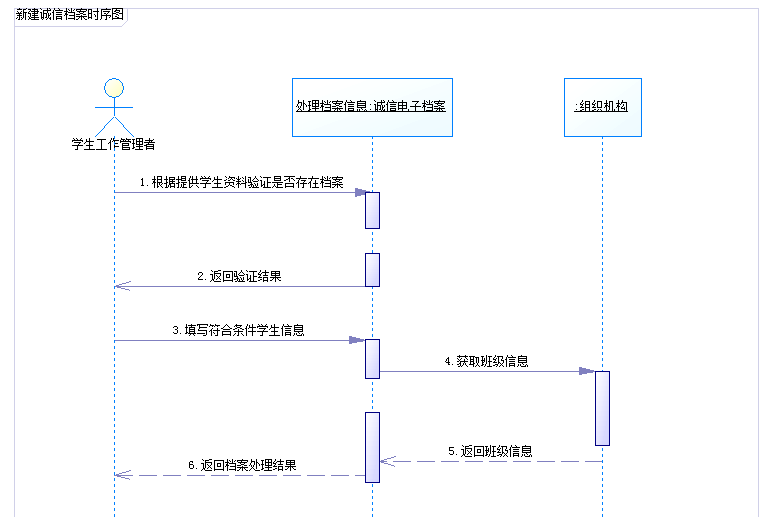 新建诚信档案时序图
处理档案信息:诚信电子档案
:组织机构
学生工作管理者
1.根据提供学生资料验证是否存在档案
2.返回验证结果
3.填写符合条件学生信息
4.获取班级信息
5.返回班级信息
6.返回档案处理结果